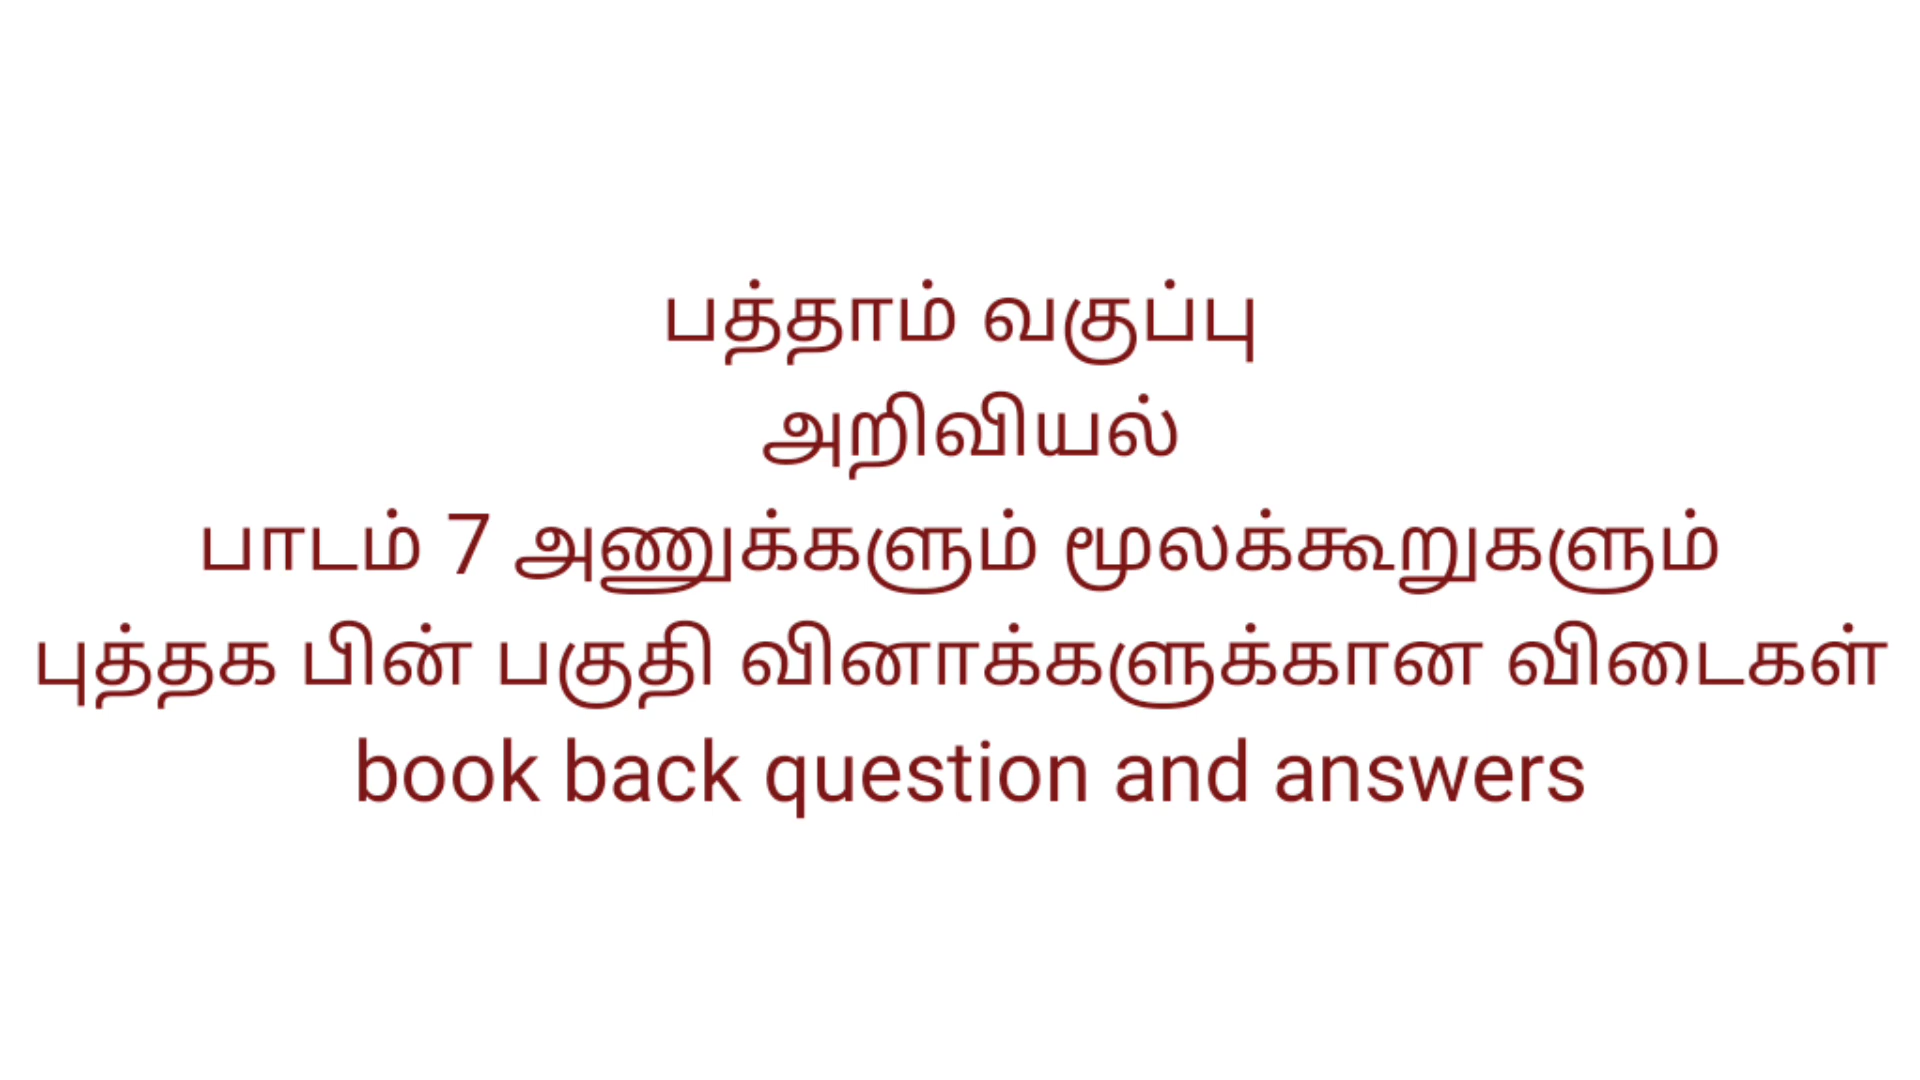 பத்தாம் வகுப்பு
அறிவியல்
பாடம் 7 அணுக்களும் மூலக்கூறுகளும்
புத்தக பின் பகுதி வினாக்களுக்கான விடைகள்
book back question and answers